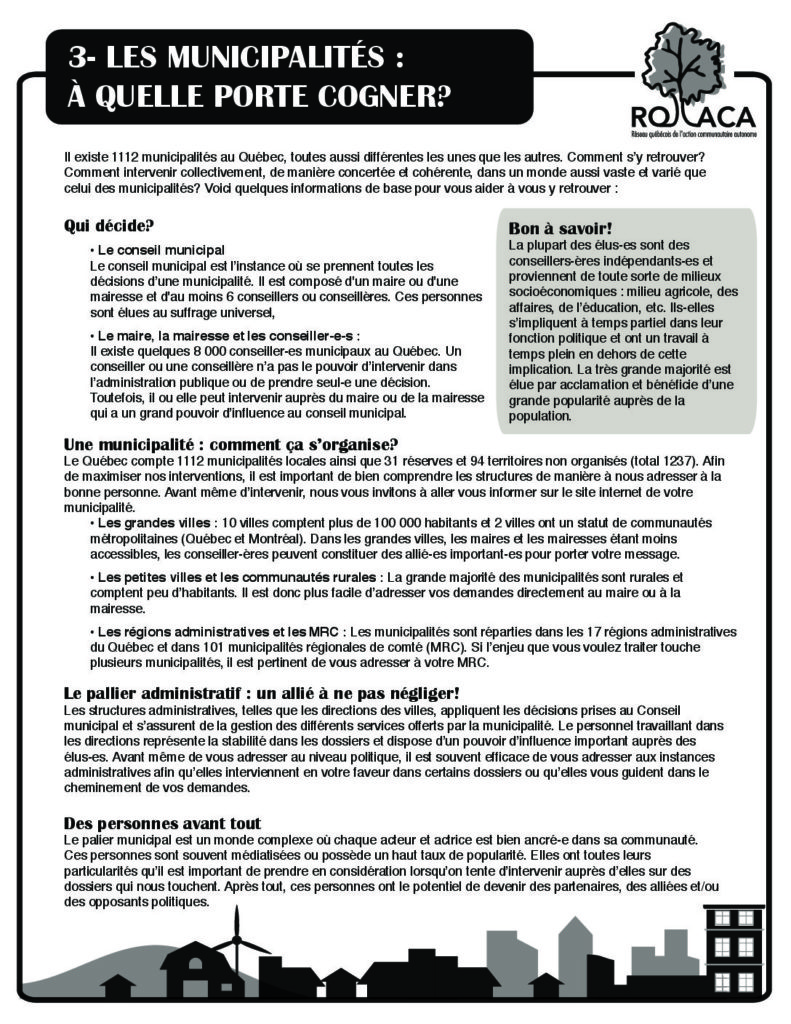 3- LES MUNICIPALITÉS :
À QUELLE PORTE COGNER?
RQ ACA
Réseau québécois de l'action communautaire autonome
Il existe 1112 municipalités au Québec, toutes aussi différentes les unes que les autres. Comment s'y retrouver?
Comment intervenir collectivement, de manière concertée et cohérente, dans un monde aussi vaste et varié que
celui des municipalités? Voici quelques informations de base pour vous aider à vous y retrouver :
Qui décide?
• Le conseil municipal
Le conseil municipal est l'instance où se prennent toutes les
décisions d'une municipalité. Il est composé d'un maire ou d'une
mairesse et d'au moins 6 conseillers ou conseillères. Ces personnes
sont élues au suffrage universel,
• Le maire, la mairesse et les conseiller-e-s :
Il existe quelques 8 000 conseiller-es municipaux au Québec. Un
conseiller ou une conseillère n'a pas le pouvoir d'intervenir dans
l'administration publique ou de prendre seul-e une décision.
Toutefois, il ou elle peut intervenir auprès du maire ou de la mairesse
qui a un grand pouvoir d'influence au conseil municipal.
Bon à savoir!
La plupart des élus-es sont des
conseillers-ères indépendants-es et
proviennent de toute sorte de milieux
socioéconomiques : milieu agricole, des
affaires, de l'éducation, etc. Ils-elles
s'impliquent à temps partiel dans leur
fonction politique et ont un travail à
temps plein en dehors de cette
implication. La très grande majorité est
élue par acclamation et bénéficie d'une
grande popularité auprès de la
population.
Une municipalité : comment ça s'organise?
Le Québec compte 1112 municipalités locales ainsi que 31 réserves et 94 territoires non organisés (total 1237). Afin
de maximiser nos interventions, il est important de bien comprendre les structures de manière à nous adresser à la
bonne personne. Avant même d'intervenir, nous vous invitons à aller vous informer sur le site internet de votre
municipalité.
• Les grandes villes : 10 villes comptent plus de 100 000 habitants et 2 villes ont un statut de communautés
métropolitaines (Québec et Montréal). Dans les grandes villes, les maires et les mairesses étant moins
accessibles, les conseiller-ères peuvent constituer des allié-es important-es pour porter votre message.
• Les petites villes et les communautés rurales : La grande majorité des municipalités sont rurales et
comptent peu d'habitants. Il est donc plus facile d'adresser vos demandes directement au maire ou à la
mairesse.
• Les régions administratives et les MRC : Les municipalités sont réparties dans les 17 régions administratives
du Québec et dans 101 municipalités régionales de comté (MRC). Si l'enjeu que vous voulez traiter touche
plusieurs municipalités, il est pertinent de vous adresser à votre MRC.
Le pallier administratif : un allié à ne pas négliger!
Les structures administratives, telles que les directions des villes, appliquent les décisions prises au Conseil
municipal et s'assurent de la gestion des différents services offerts par la municipalité. Le personnel travaillant dans
les directions représente la stabilité dans les dossiers et dispose d'un pouvoir d'influence important auprès des
élus-es. Avant même de vous adresser au niveau politique, il est souvent efficace de vous adresser aux instances
administratives afin qu'elles interviennent en votre faveur dans certains dossiers ou qu'elles vous guident dans le
cheminement de vos demandes.
Des personnes avant tout
Le palier municipal est un monde complexe où chaque acteur et actrice est bien ancré-e dans sa communauté.
Ces personnes sont souvent médiatisées ou possède un haut taux de popularité. Elles ont toutes leurs
particularités qu'il est important de prendre en considération lorsqu'on tente d'intervenir auprès d'elles sur des
dossiers qui nous touchent. Après tout, ces personnes ont le potentiel de devenir des partenaires, des alliées et/ou
des opposants politiques.